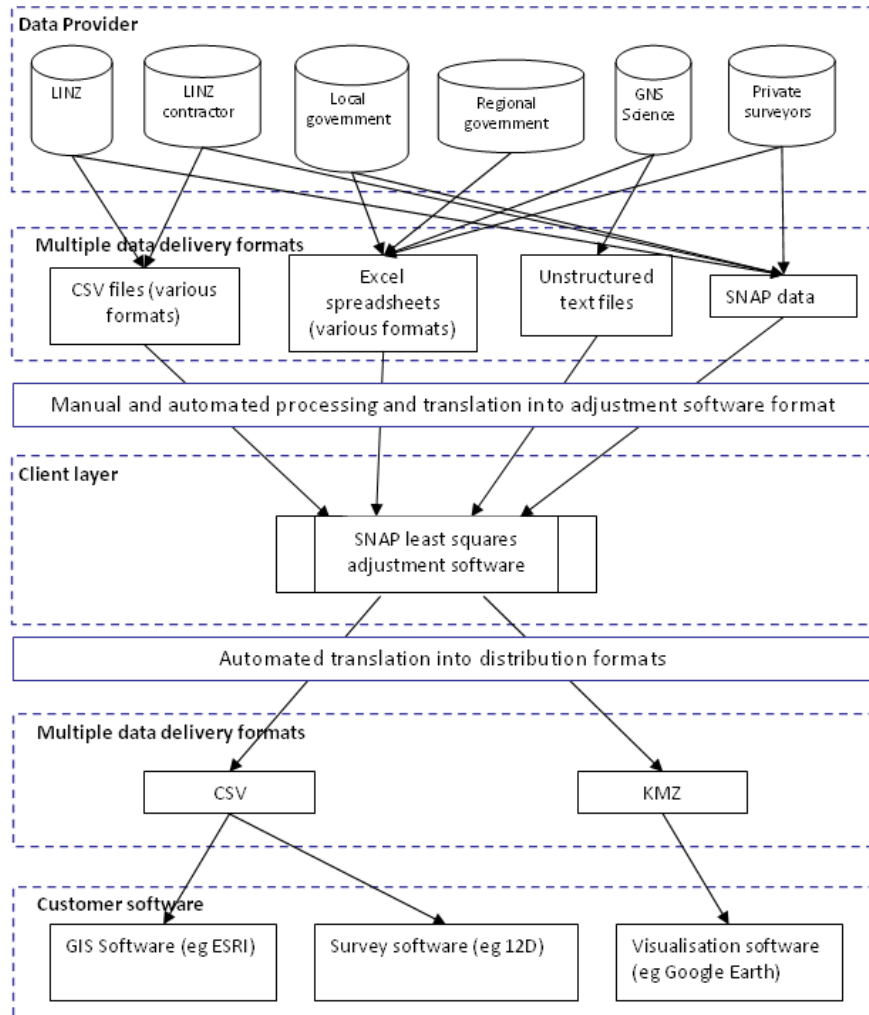 Data Provider
LINZ
LINZ
contractor
Local
government
Regional
government
GNS
Science
Private
surveyors
Multiple data delivery formats
CSV files (various
formats)
Excel
spreadsheets
(various formats)
Unstructured
text files
SNAP data
Manual and automated processing and translation into adjustment software format
Client layer
SNAP least squares
adjustment software
Automated translation into distribution formats
Multiple data delivery formats
CSV
KMZ
Customer software
GIS Software (eg ESRI)
Survey software (eg 12D)
Visualisation software
(eg Google Earth)